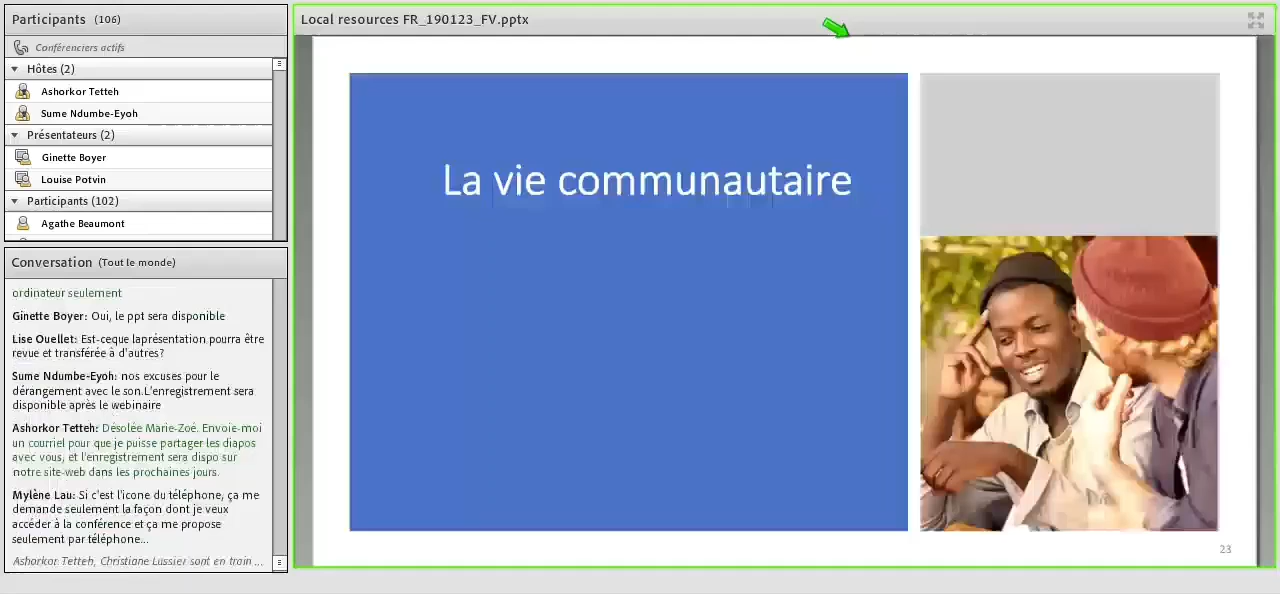 Participants (106)
Conférenciers actifs
Hôtes (2)
Ashorkor Tetteh
Sume Ndumbe-Eyoh
Présentateurs (2)
Ginette Boyer
Louise Potvin
Participants (102)
Agathe Beaumont
Conversation (Tout le monde)
ordinateur seulement
Ginette Boyer: Oui, le ppt sera disponible
Lise Ouellet: Est-ceque laprésentation pourra être
revue et transférée à d'autres?
Sume Ndumbe-Eyoh: nos excuses pour le
dérangement avec le son.L'enregistrement sera
disponible après le webinaire
Ashorkor Tetteh: Désolée Marie-Zoé. Envoie-moi
un courriel pour que je puisse partager les diapos
avec vous, et l'enregistrement sera dispo sur
notre site-web dans les prochaines jours.
Mylène Lau: Si c'est l'icone du téléphone, ça me
demande seulement la façon dont je veux
accéder à la conférence et ça me propose
seulement par téléphone...
Ashorkor Tetteh, Christiane Lussier sont en train ...
Local resources FR_190123_FV.pptx
La vie communautaire
23